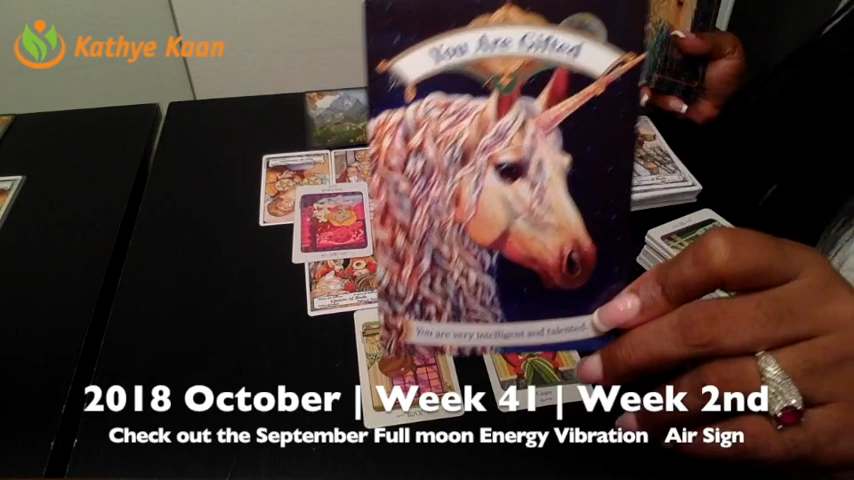 Kathye Kaan
You Are Gifted
You are very intelligent and talented.
2018 October | Week 41 | Week 2nd
Check out the September Full moon Energy Vibration Air Sign